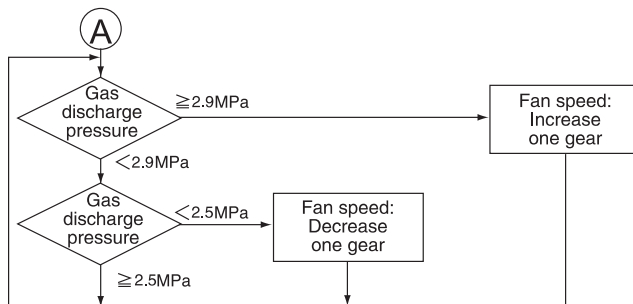 A
Gas
discharge
pressure
≧2.9MPa
Fan speed:
Increase
one gear
<2.9MPa
Gas
discharge
pressure
<2.5MPa
Fan speed:
Decrease
one gear
≧2.5MPa